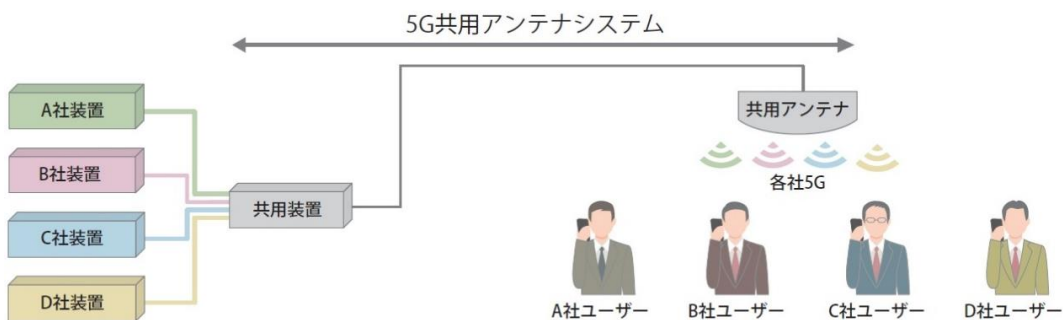 5G共用アンテナシステム
A社装置
B社装置
C社装置
D社装置
共用装置
共用アンテナ
各社5G
A社ユーザー
B社ユーザー
C社ユーザー
D社ユーザー